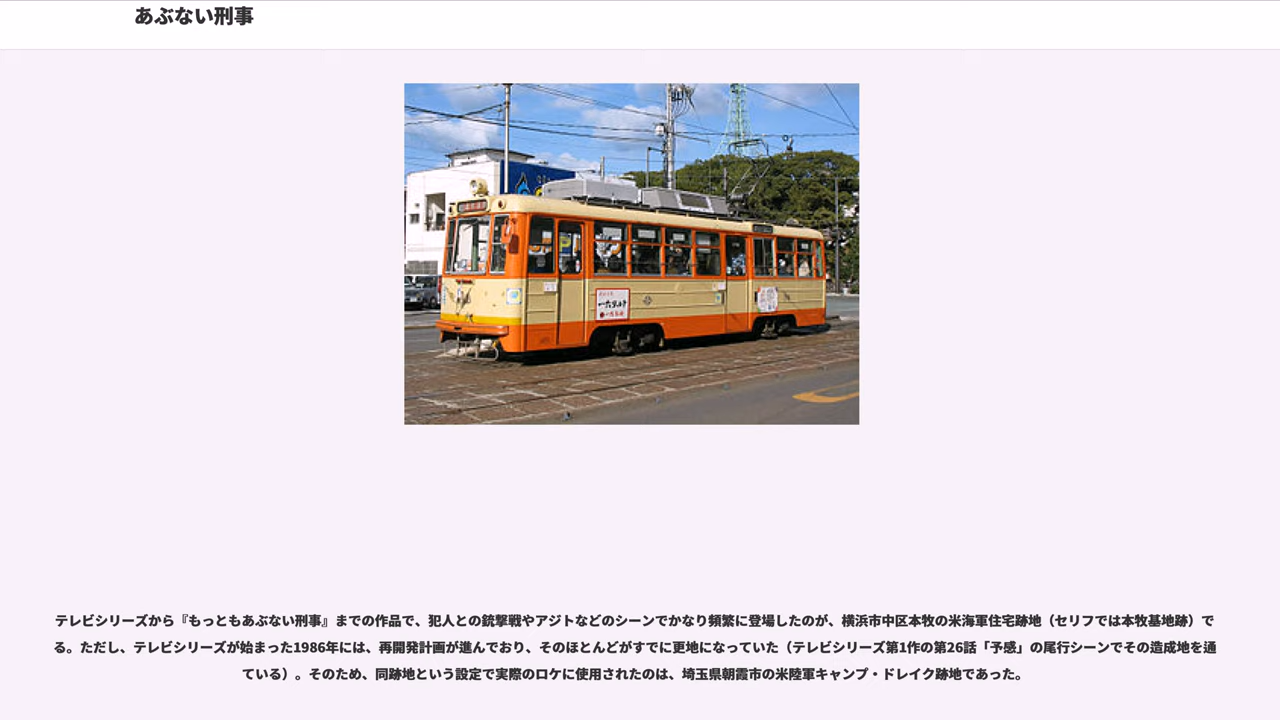 あぶない刑事
テレビシリーズから『もっともあぶない刑事』までの作品で、犯人との銃撃戦やアジトなどのシーンでかなり頻繁に登場したのが、横浜市中区本牧の米海軍住宅跡地（セリフでは本牧基地跡）で
る。ただし、テレビシリーズが始まった1986年には、再開発計画が進んでおり、そのほとんどがすでに更地になっていた（テレビシリーズ第1作の第26話「予感」の尾行シーンでその造成地を通
ている）。そのため、同跡地という設定で実際のロケに使用されたのは、埼玉県朝霞市の米陸軍キャンプ・ドレイク跡地であった。